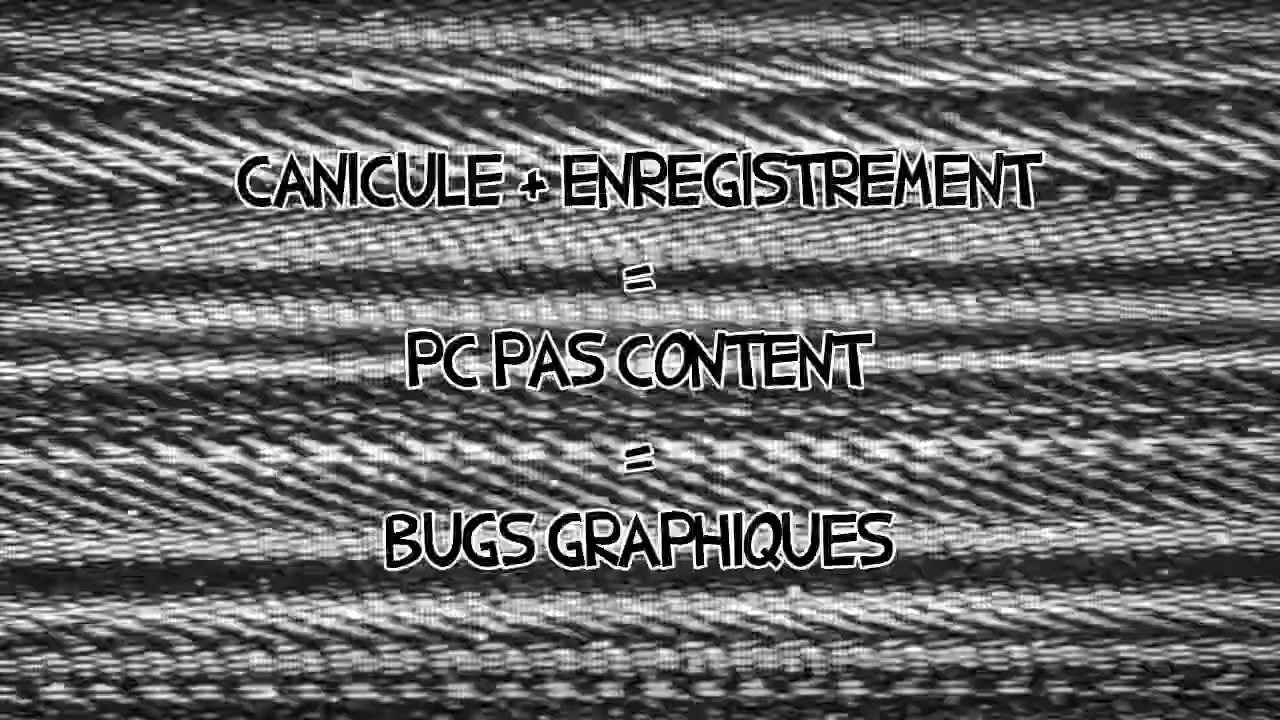 CANICULE + ENREGISTREMENT
=
PC PAS CONTENT
=
BUGS GRAPHIQUES